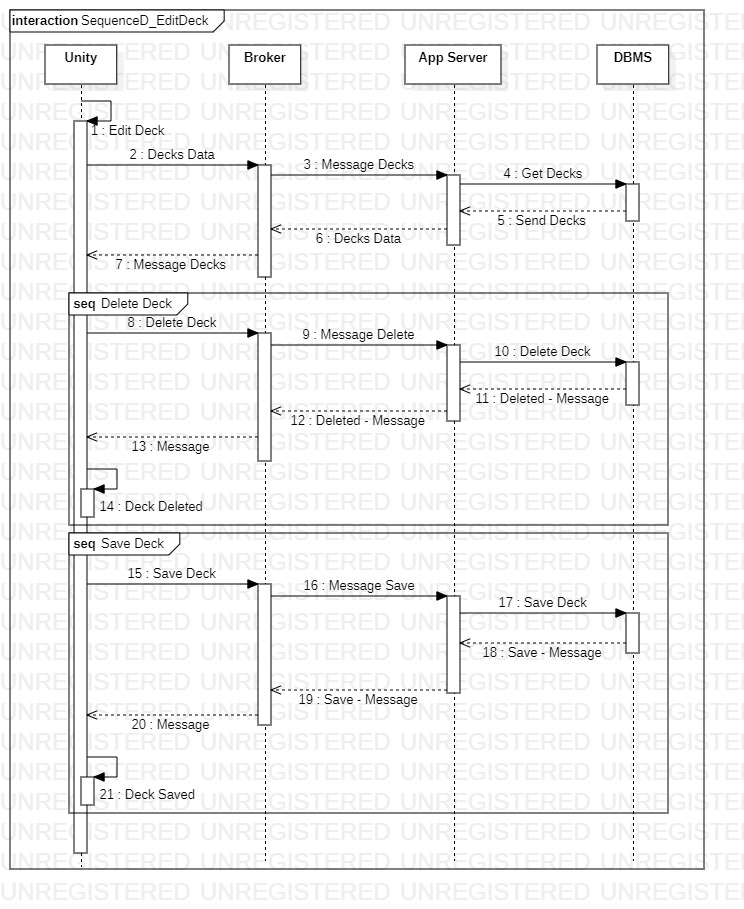 interaction SequenceD_EditDeck
Unity
Broker
App Server
DBMS
1 : Edit Deck
2 : Decks Data
3 : Message Decks
4 : Get Decks
5 : Send Decks
6 : Decks Data
7 : Message Decks
seq Delete Deck
8 : Delete Deck
9 : Message Delete
10 : Delete Deck
11 : Deleted - Message
12 : Deleted - Message
13 : Message
14 : Deck Deleted
seq Save Deck
15 : Save Deck
16 : Message Save
17 : Save Deck
18 : Save - Message
19 : Save - Message
20 : Message
21 : Deck Saved
UNREGISTERED UNREGISTERED UNREGISTERED UNREGISTERED